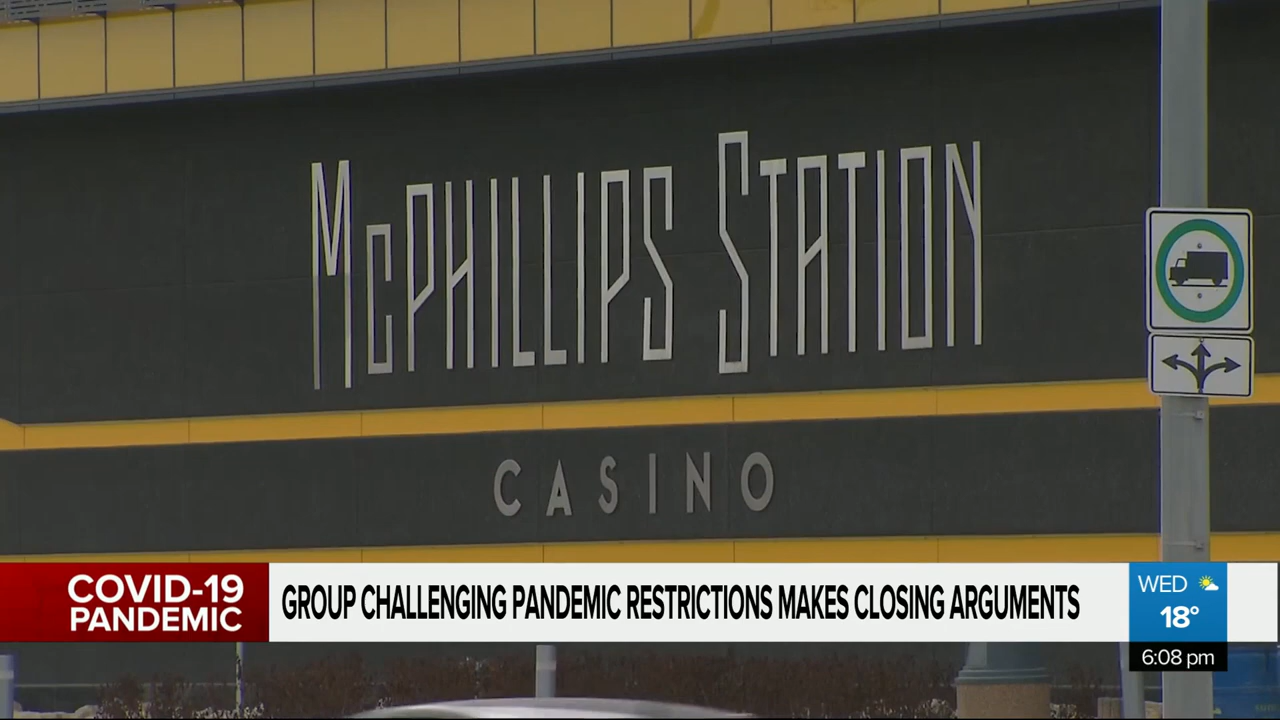 McPHILLIPS STATION
CASINO
COVID-19
PANDEMIC
GROUP CHALLENGING PANDEMIC RESTRICTIONS MAKES CLOSING ARGUMENTS
WED
18°
6:08 pm